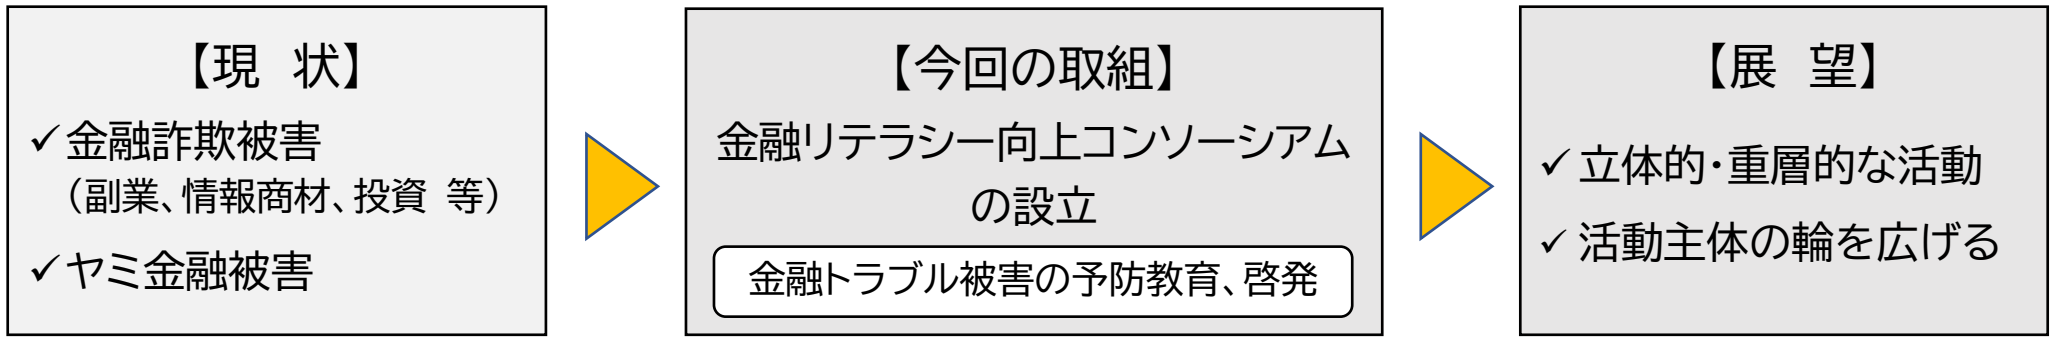 【現　状】
✓金融詐欺被害
（副業、情報商材、投資　等）
✓ヤミ金融被害
【今回の取組】
金融リテラシー向上コンソーシアム
の設立
金融トラブル被害の予防教育、啓発
【展　望】
✓立体的・重層的な活動
✓活動主体の輪を広げる